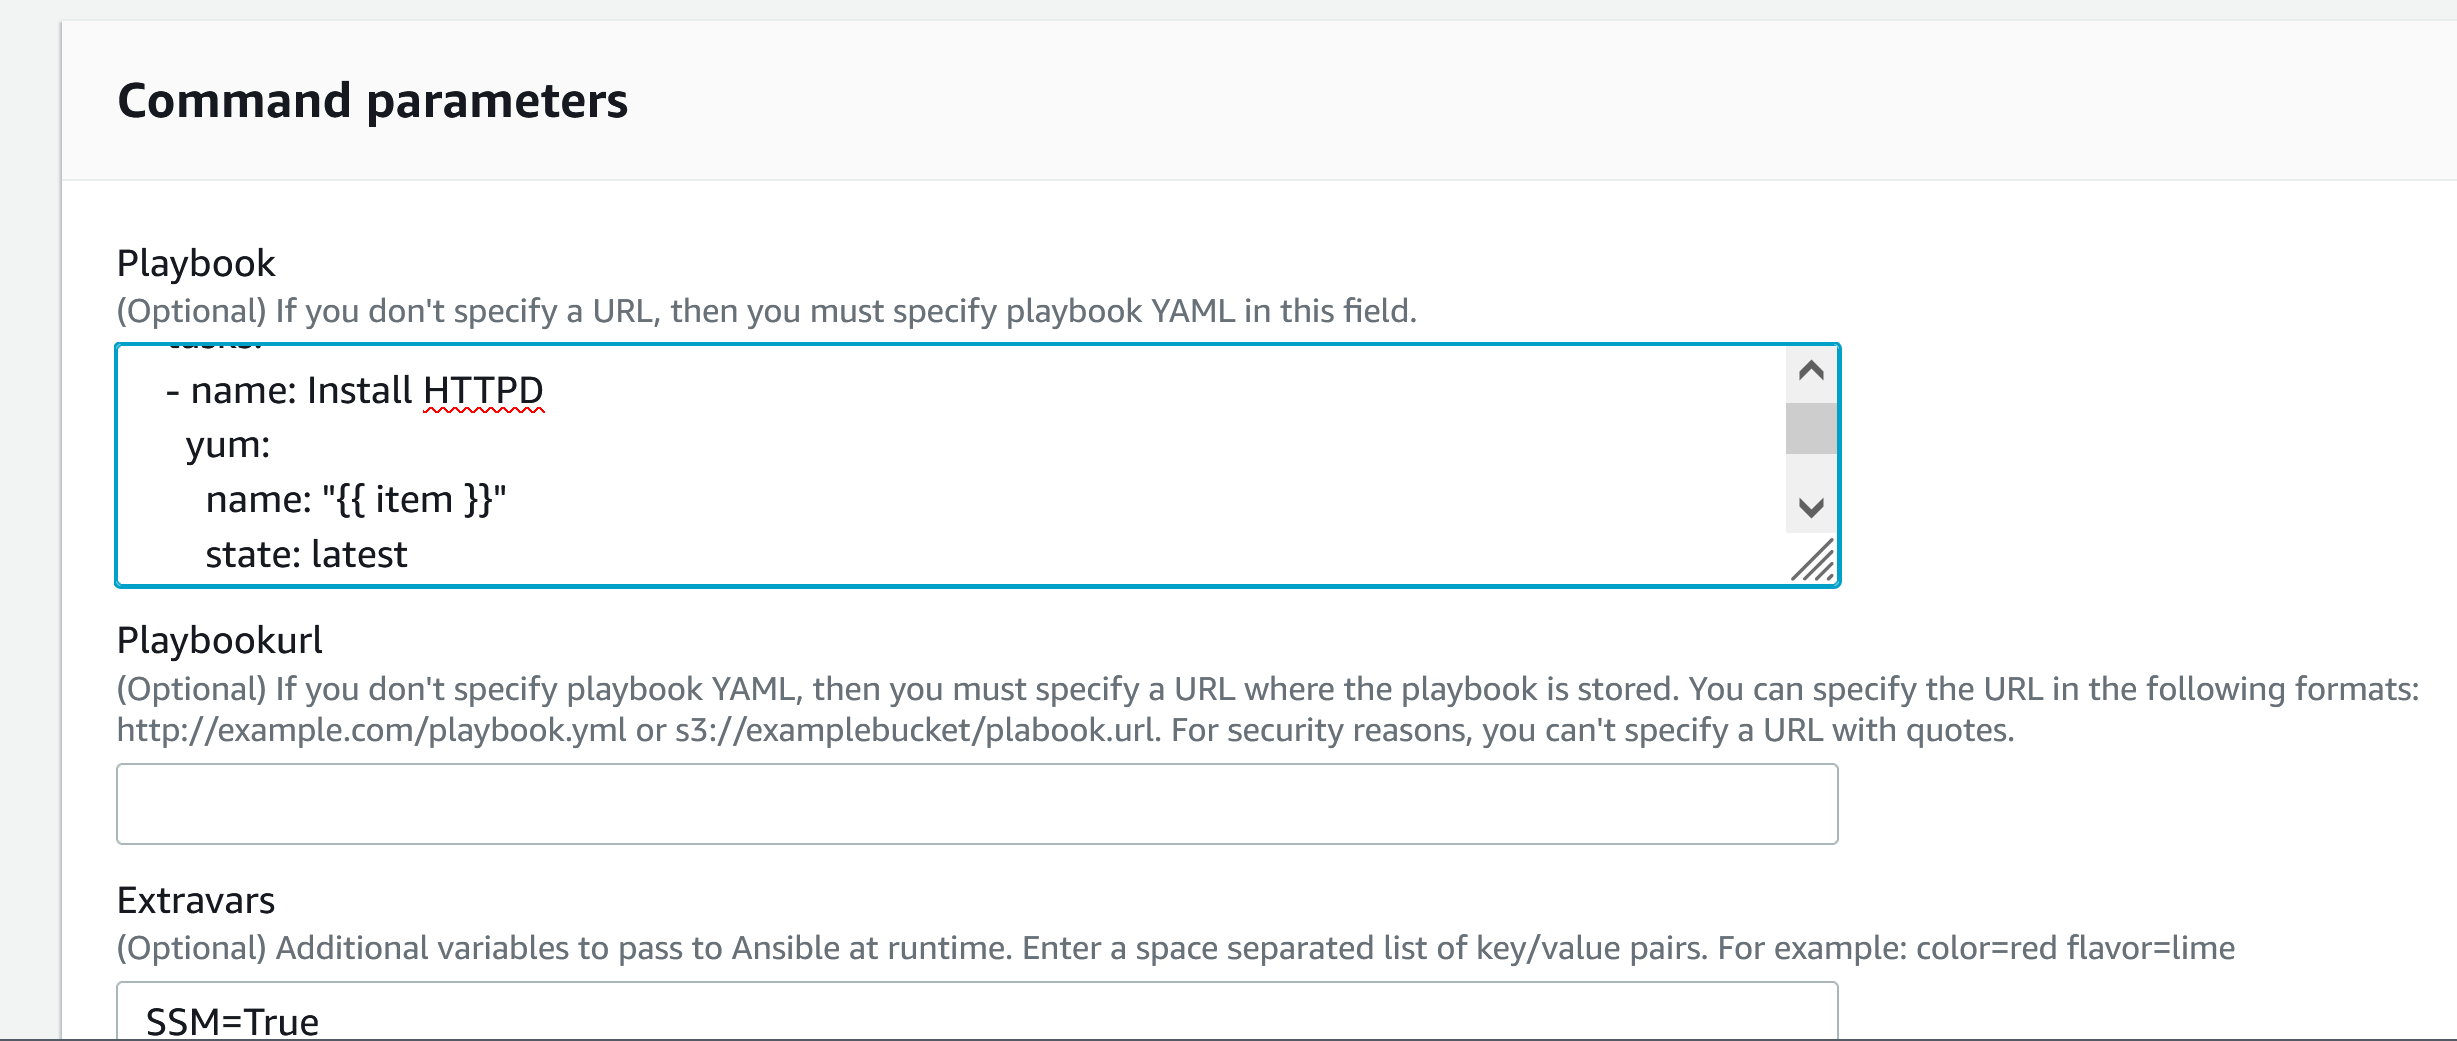 Command parameters
Playbook
(Optional) If you don't specify a URL, then you must specify playbook YAML in this field.
- name: Install HTTPD
yum:
name: "{{ item }}"
state: latest
Playbookurl
(Optional) If you don't specify playbook YAML, then you must specify a URL where the playbook is stored. You can specify the URL in the following formats:
http://example.com/playbook.yml or s3://examplebucket/plabook.url. For security reasons, you can't specify a URL with quotes.
Extravars
(Optional) Additional variables to pass to Ansible at runtime. Enter a space separated list of key/value pairs. For example: color=red flavor=lime
SSM=True